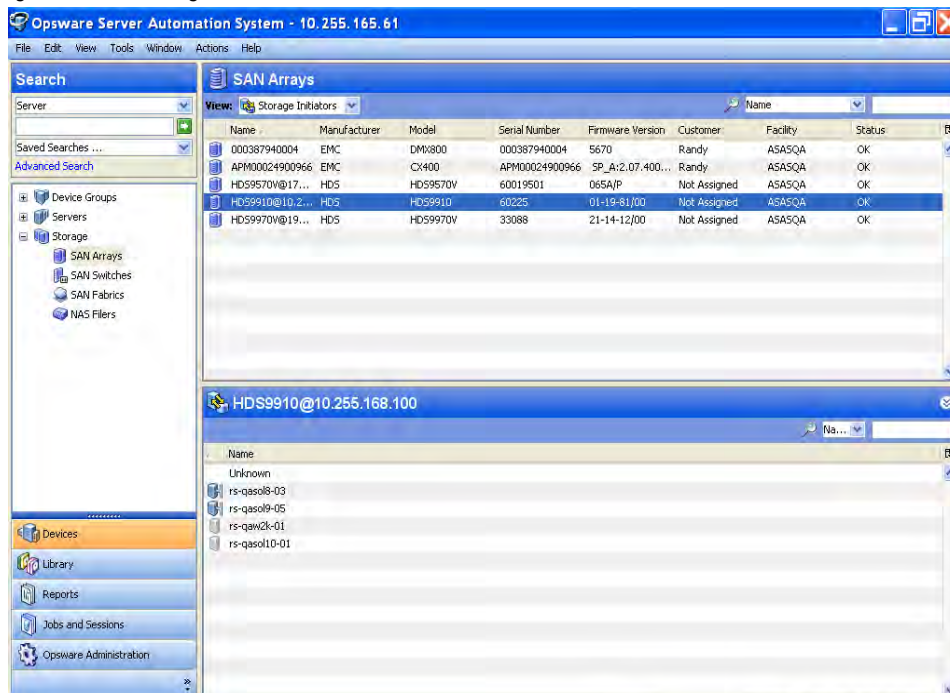 Opsware Server Automation System - 10.255.165.61
File Edit View Tools Window Actions Help
Search
Server
Saved Searches ...
Advanced Search
Device Groups
Servers
Storage
SAN Arrays
SAN Switches
SAN Fabrics
NAS Filers
Devices
Library
Reports
Jobs and Sessions
Opsware Administration
SAN Arrays
View: Storage Initiators Name
Name Manufacturer Model Serial Number Firmware Version Customer Facility Status
000387940004 EMC DMX800 000387940004 5670 Randy ASASQA OK
APM00024900966 EMC CX400 APM00024900966 SP_A:2.07.400... Randy ASASQA OK
HDS9570V@17... HDS HDS9570V 60019501 065A/P Not Assigned ASASQA OK
HDS9910@10.2... HDS HDS9910 60225 01-19-81/00 Not Assigned ASASQA OK
HDS9970V@19... HDS HDS9970V 33088 21-14-12/00 Not Assigned ASASQA OK
HDS9910@10.255.168.100
Na...
Name
Unknown
rs-qasol8-03
rs-qasol9-05
rs-qaw2k-01
rs-qasol10-01